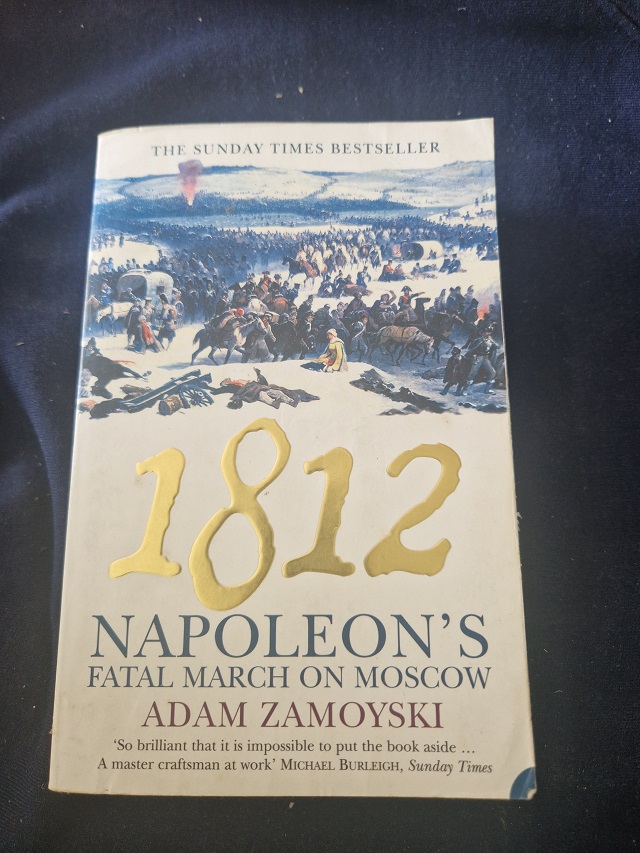 THE SUNDAY TIMES BESTSELLER
1812
NAPOLEON'S
FATAL MARCH ON MOSCOW
ADAM ZAMOYSKI
‘So brilliant that it is impossible to put the book aside …
A master craftsman at work’ MICHAEL BURLEIGH, Sunday Times